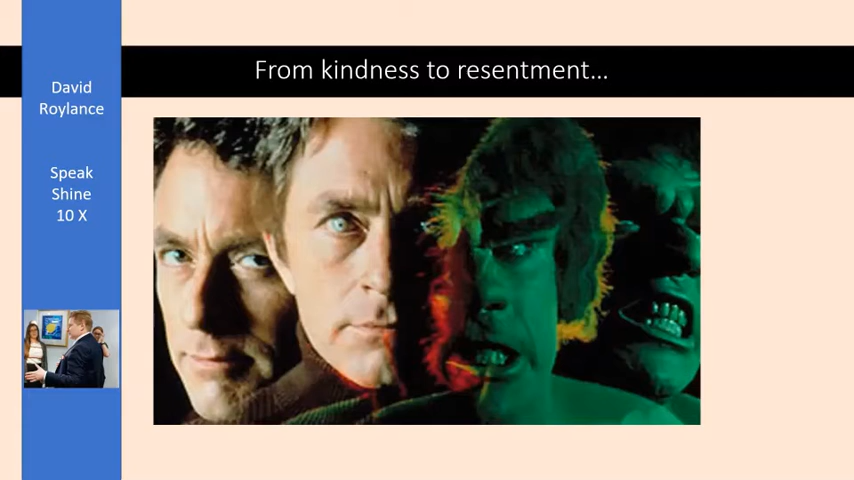 From kindness to resentment...
David
Roylance
Speak
Shine
10 X